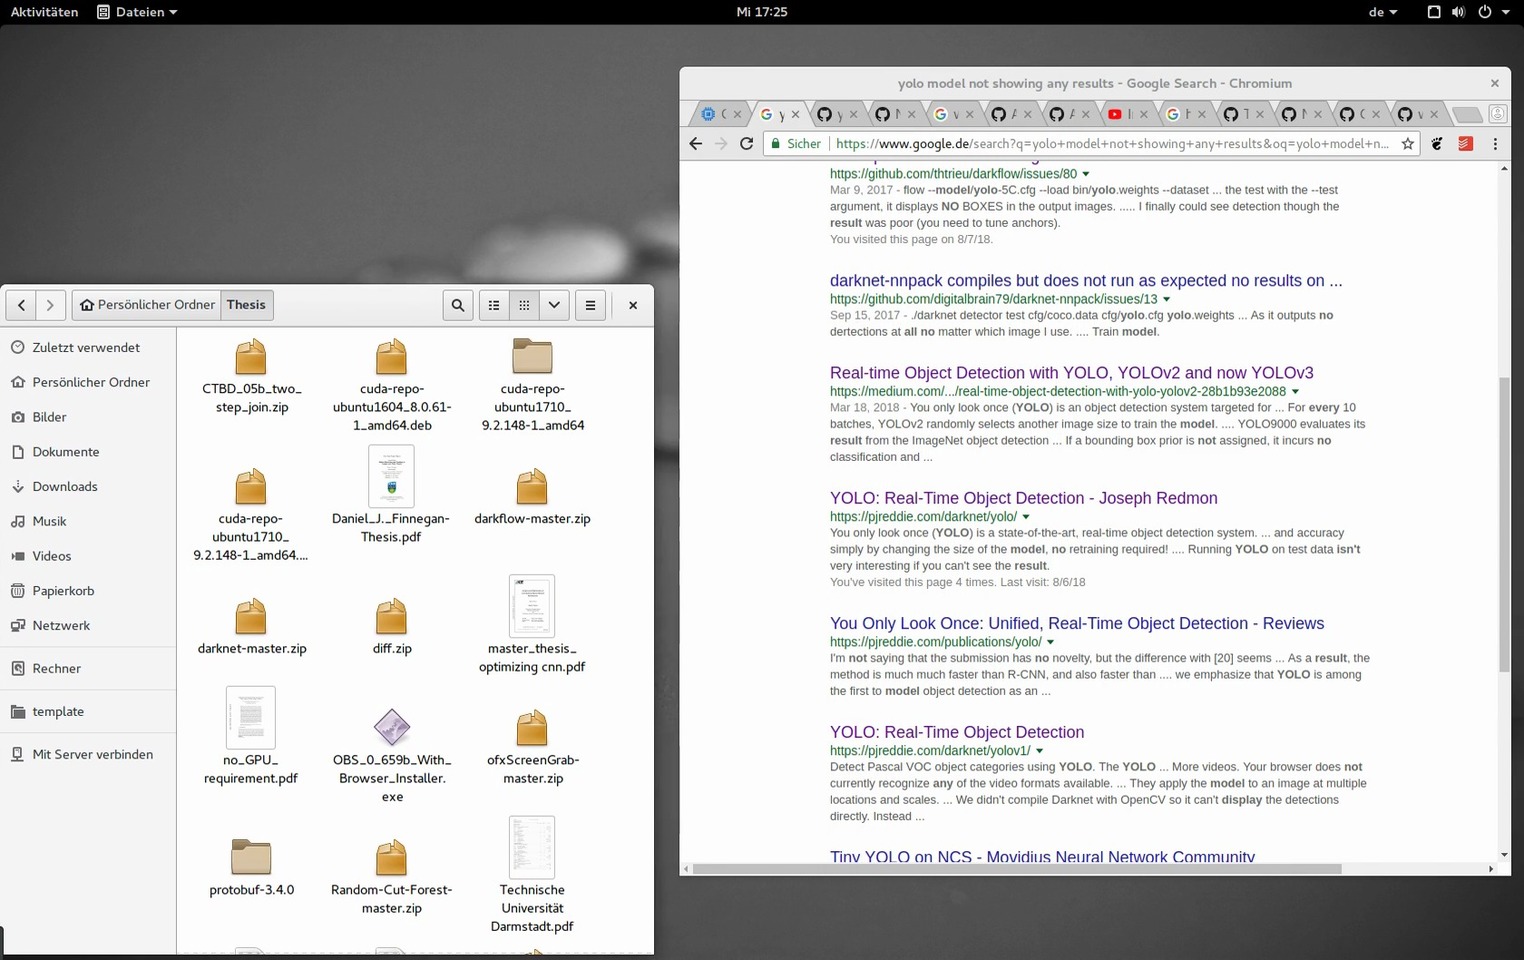 Aktivitäten
Dateien
Mi 17:25
de
yolo model not showing any results - Google Search - Chromium
Sicher
https://www.google.de/search?q=yolo+model+not+showing+any+results&oq=yolo+model+n...
https://github.com/thtrieu/darkflow/issues/80
Mar 9, 2017 - flow --model/yolo-5C.cfg --load bin/yolo.weights --dataset ... the test with the --test
argument, it displays NO BOXES in the output images. ..... I finally could see detection though the
result was poor (you need to tune anchors).
You visited this page on 8/7/18.
darknet-nnpack compiles but does not run as expected no results on ...
https://github.com/digitalbrain79/darknet-nnpack/issues/13
Sep 15, 2017 - ./darknet detector test cfg/coco.data cfg/yolo.cfg yolo.weights ... As it outputs no
dertections at all no matter which image I use. .... Train model.
Real-time Object Detection with YOLO, YOLOv2 and now YOLOv3
https://medium.com/.../real-time-object-detection-with-yolo-yolov2-28b1b93e2088
Mar 18, 2018 - You only look once (YOLO) is an object detection system targeted for ... For every 10
batches, YOLOv2 randomly selects another image size to train the model. .... YOLO9000 evaluates its
result from the ImageNet object detection ... If a bounding box prior is not assigned, it incurs no
classification and ...
YOLO: Real-Time Object Detection - Joseph Redmon
https://pjreddie.com/darknet/yolo/
You only look once (YOLO) is a state-of-the-art, real-time object detection system. ... and accuracy
simply by changing the size of the model, no retraining required! .... Running YOLO on test data isn't
very interesting if you can't see the result.
You've visited this page 4 times. Last visit: 8/6/18
You Only Look Once: Unified, Real-Time Object Detection - Reviews
https://pjreddie.com/publications/yolo/
I'm not saying that the submission has no novelty, but the difference with [20] seems ... As a result, the
method is much much faster than R-CNN, and also faster than .... we emphasize that YOLO is among
the first to model object detection as an ...
YOLO: Real-Time Object Detection
https://pjreddie.com/darknet/yolov1/
Detect Pascal VOC object categories using YOLO. The YOLO ... More videos. Your browser does not
currently recognize any of the video formats available. ... They apply the model to an image at multiple
locations and scales. ... We didn't compile Darknet with OpenCV so it can't display the detections
directly. Instead ...
Tiny YOLO on NCS - Movidius Neural Network Community
Persönlicher Ordner
Thesis
Zuletzt verwendet
Persönlicher Ordner
Bilder
Dokumente
Downloads
Musik
Videos
Papierkorb
Netzwerk
Rechner
template
Mit Server verbinden
CTBD_05b_two_
step_join.zip
cuda-repo-
ubuntu1604_8.0.61-
1_amd64.deb
cuda-repo-
ubuntu1710_
9.2.148-1_amd64
cuda-repo-
ubuntu1710_
9.2.148-1_amd64....
Daniel_J._Finnegan-
Thesis.pdf
darkflow-master.zip
darknet-master.zip
diff.zip
master_thesis_
optimizing cnn.pdf
no_GPU_
requirement.pdf
OBS_0_659b_With_
Browser_Installer.
exe
ofxScreenGrab-
master.zip
protobuf-3.4.0
Random-Cut-Forest-
master.zip
Technische
Universität
Darmstadt.pdf